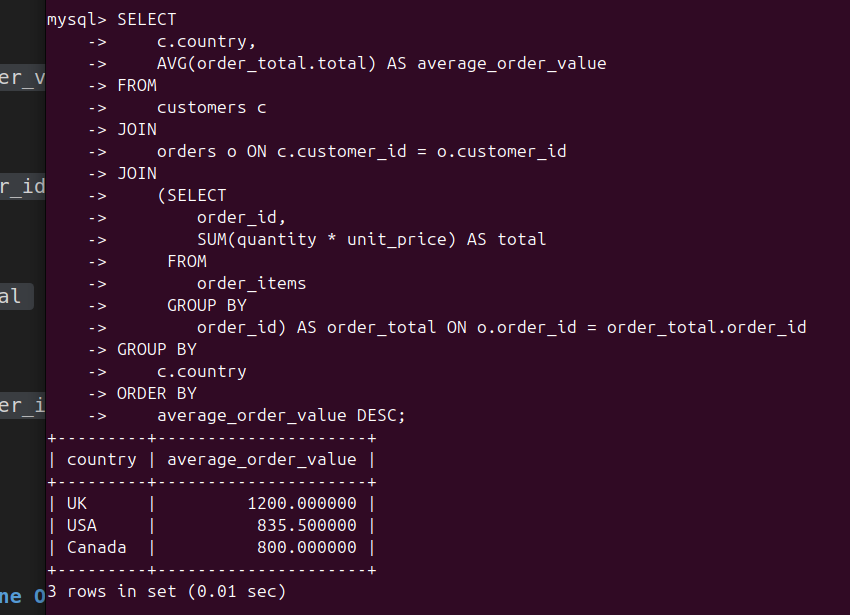 mysql> SELECT
    ->     c.country,
    ->     AVG(order_total.total) AS average_order_value
er_v
    -> FROM
    ->     customers c
    -> JOIN
    ->     orders o ON c.customer_id = o.customer_id
    -> JOIN
r_id
    ->     (SELECT
    ->         order_id,
    ->         SUM(quantity * unit_price) AS total
    ->      FROM
    ->         order_items
al
    ->      GROUP BY
    ->         order_id) AS order_total ON o.order_id = order_total.order_id
    -> GROUP BY
    ->     c.country
    -> ORDER BY
er_i
    ->     average_order_value DESC;
+---------+---------------------+
| country | average_order_value |
+---------+---------------------+
| UK      |         1200.000000 |
| USA     |          835.500000 |
| Canada  |          800.000000 |
+---------+---------------------+
ne O
3 rows in set (0.01 sec)